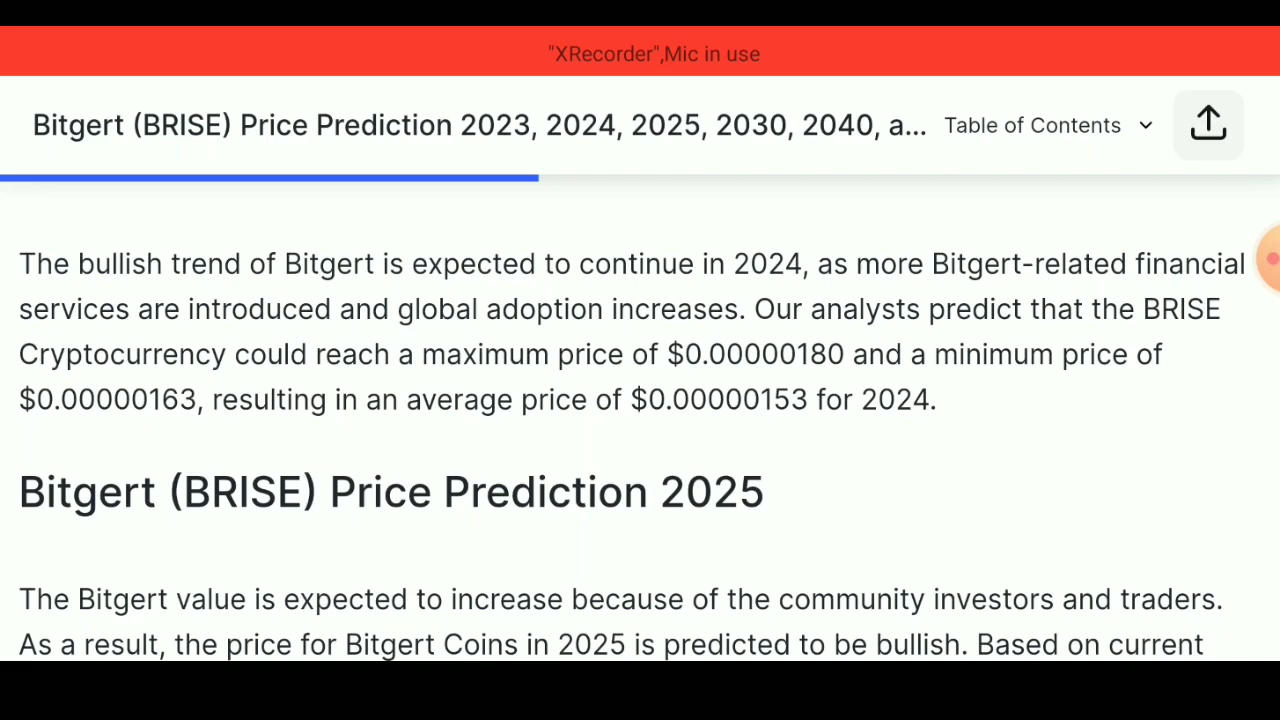 "XRecorder",Mic in use
Bitgert (BRISE) Price Prediction 2023, 2024, 2025, 2030, 2040, a... Table of Contents
The bullish trend of Bitgert is expected to continue in 2024, as more Bitgert-related financial
services are introduced and global adoption increases. Our analysts predict that the BRISE
Cryptocurrency could reach a maximum price of $0.00000180 and a minimum price of
$0.00000163, resulting in an average price of $0.00000153 for 2024.
Bitgert (BRISE) Price Prediction 2025
The Bitgert value is expected to increase because of the community investors and traders.
As a result, the price for Bitgert Coins in 2025 is predicted to be bullish. Based on current